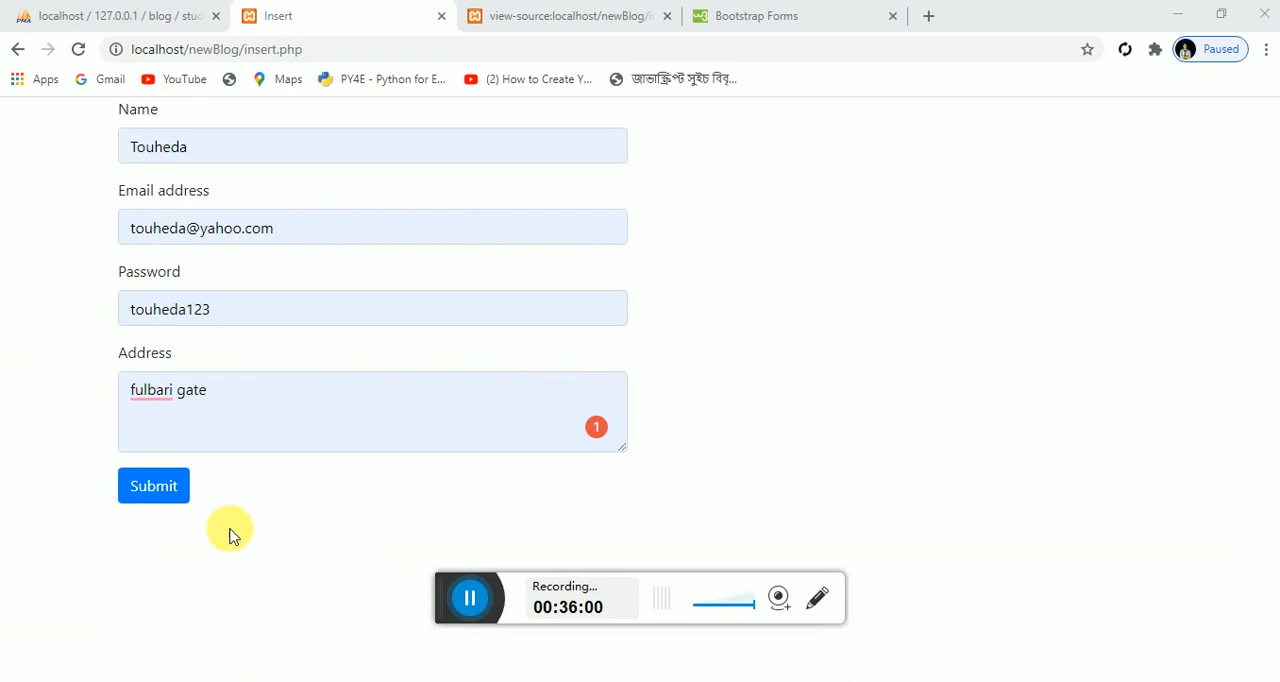 localhost / 127.0.0.1 / blog / stud
Insert
view-source:localhost/newBlog/in
Bootstrap Forms
localhost/newBlog/insert.php
Paused
Apps
Gmail
YouTube
Maps
PY4E - Python for E...
(2) How to Create Y...
জাভাস্ক্রিপ্ট সুইচ বিবৃ...
Name
Touheda
Email address
touheda@yahoo.com
Password
touheda123
Address
fulbari gate
1
Submit
Recording...
00:36:00